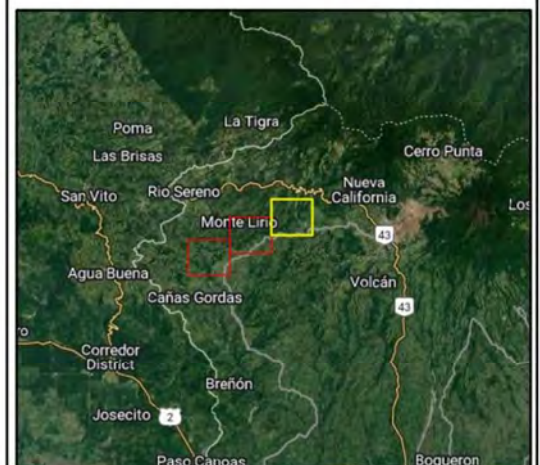 La Tigra
Poma
Cerro Punta
Las Brisas
Nueva
California
San Vito
Rio Sereno
Los
Monte Lirio
43
Agua Buena
Volcán
Cañas Gordas
43
ro
Corredor
District
Breñón
Josecito
2
Paso Canoas
Boqueron